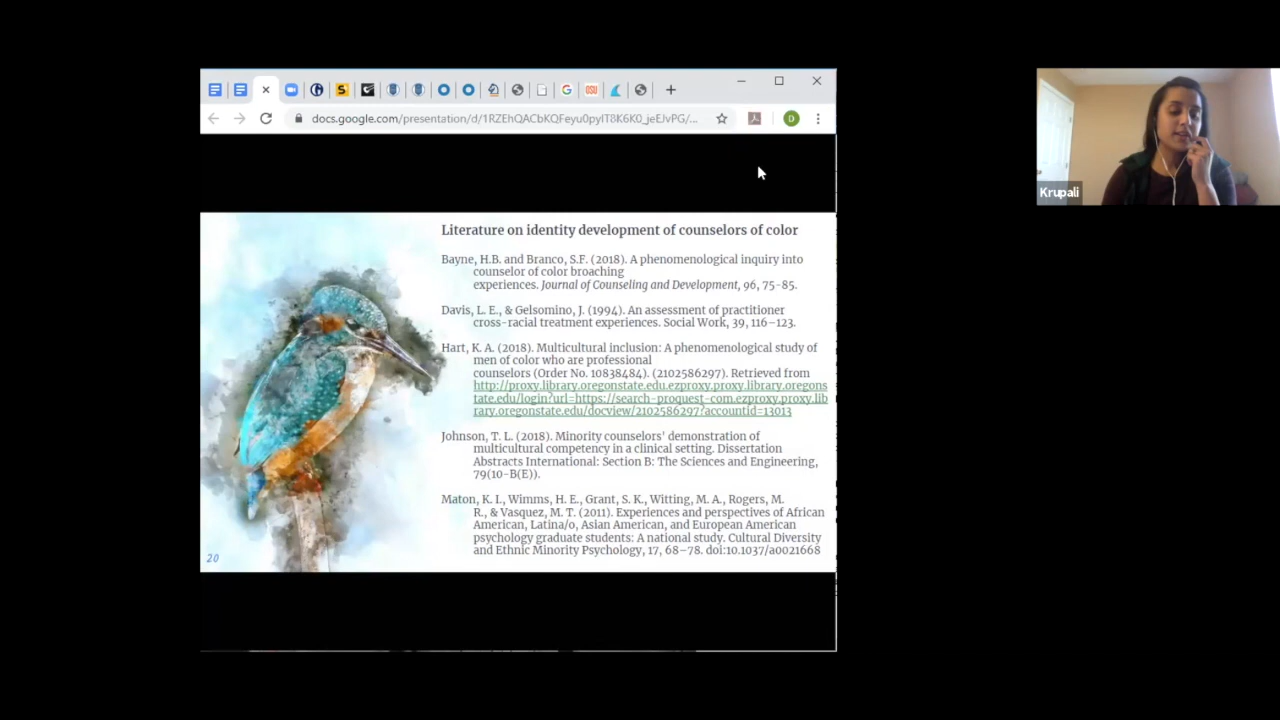 docs.google.com/presentation/d/1RZEhQACbKQFeyu0pylT8K6K0_jeEJvPG/...
D
S
G
OSU
Krupali
Literature on identity development of counselors of color
Bayne, H.B. and Branco, S.F. (2018). A phenomenological inquiry into
counselor of color broaching
experiences. Journal of Counseling and Development, 96, 75-85.
Davis, L. E., & Gelsomino, J. (1994). An assessment of practitioner
cross-racial treatment experiences. Social Work, 39, 116–123.
Hart, K. A. (2018). Multicultural inclusion: A phenomenological study of
men of color who are professional
counselors (Order No. 10838484). (2102586297). Retrieved from
http://proxy.library.oregonstate.edu.ezproxy.proxy.library.oregons
tate.edu/login?url=https://search-proquest-com.ezproxy.proxy.lib
rary.oregonstate.edu/docview/2102586297?accountid=13013
Johnson, T. L. (2018). Minority counselors' demonstration of
multicultural competency in a clinical setting. Dissertation
Abstracts International: Section B: The Sciences and Engineering,
79(10-B(E)).
Maton, K. I., Wimms, H. E., Grant, S. K., Witting, M. A., Rogers, M.
R., & Vasquez, M. T. (2011). Experiences and perspectives of African
American, Latina/o, Asian American, and European American
psychology graduate students: A national study. Cultural Diversity
and Ethnic Minority Psychology, 17, 68–78. doi:10.1037/a0021668
20